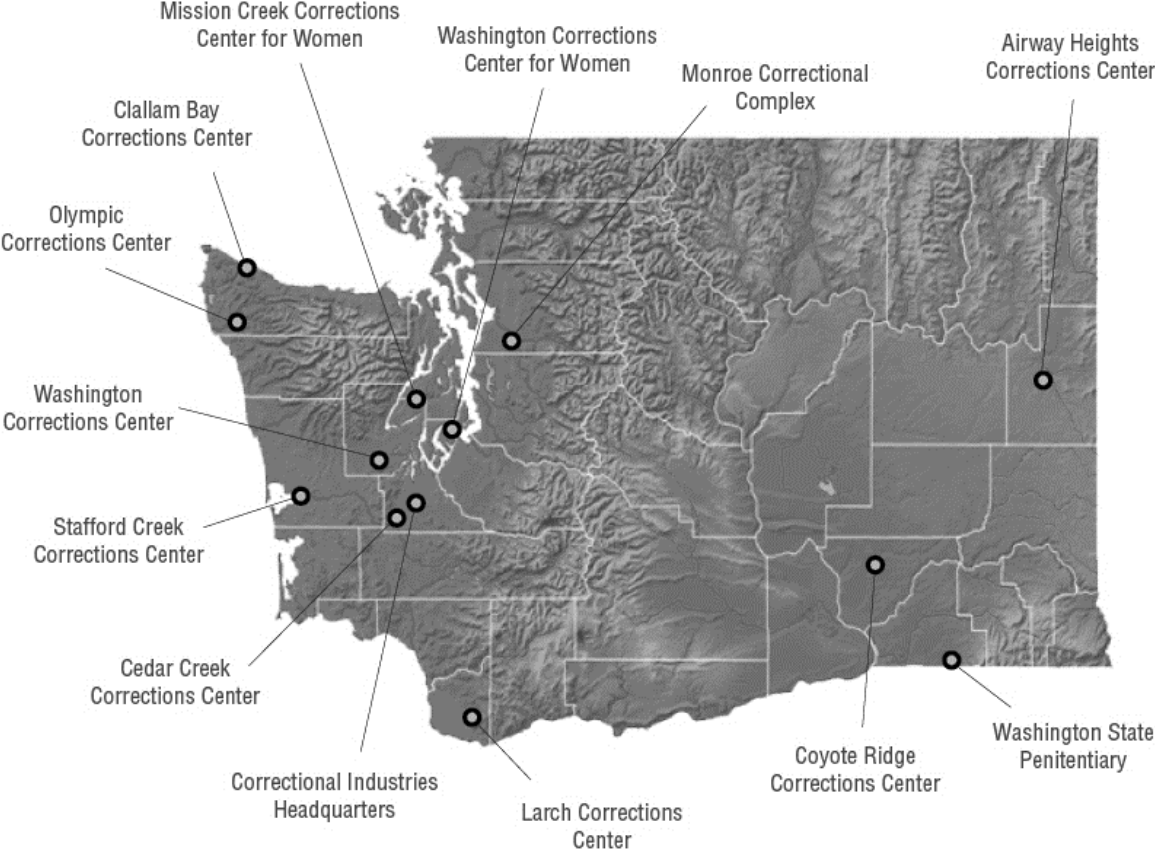 Mission Creek Corrections
Center for Women
Washington Corrections
Center for Women
Airway Heights
Corrections Center
Monroe Correctional
Complex
Clallam Bay
Corrections Center
Olympic
Corrections Center
Washington
Corrections Center
Stafford Creek
Corrections Center
Cedar Creek
Corrections Center
Washington State
Penitentiary
Coyote Ridge
Corrections Center
Correctional Industries
Headquarters
Larch Corrections
Center